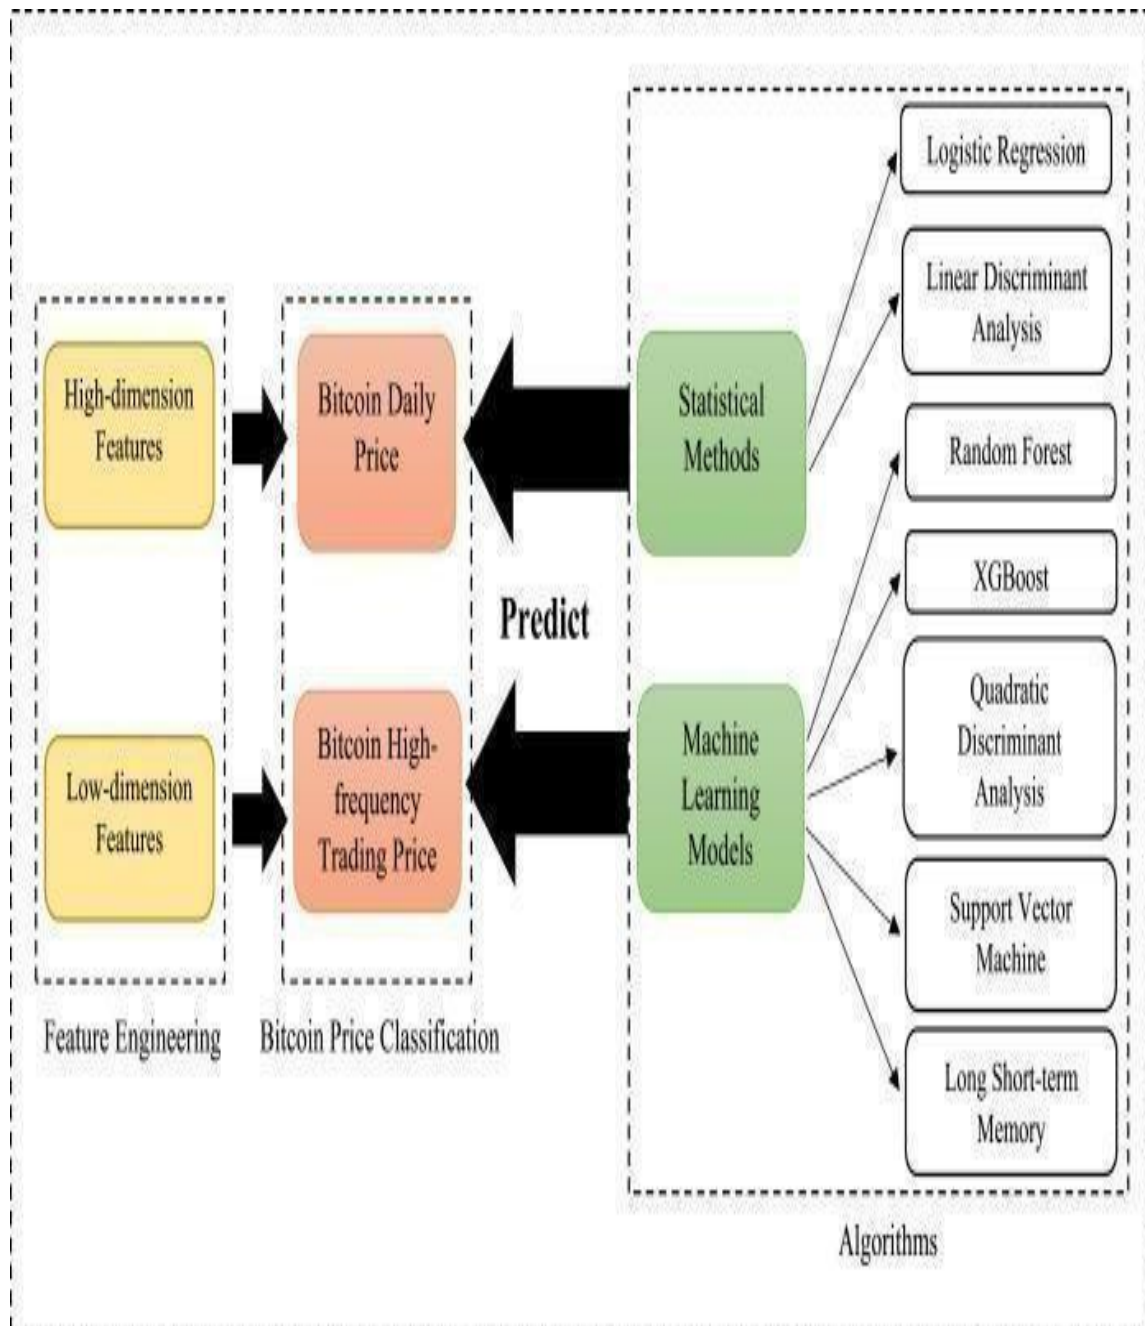 High-dimension
Features
Low-dimension
Features
Feature Engineering
Bitcoin Daily
Price
Bitcoin High-
frequency
Trading Price
Bitcoin Price Classification
Predict
Statistical
Methods
Machine
Learning
Models
Logistic Regression
Linear Discriminant
Analysis
Random Forest
XGBoost
Quadratic
Discriminant
Analysis
Support Vector
Machine
Long Short-term
Memory
Algorithms